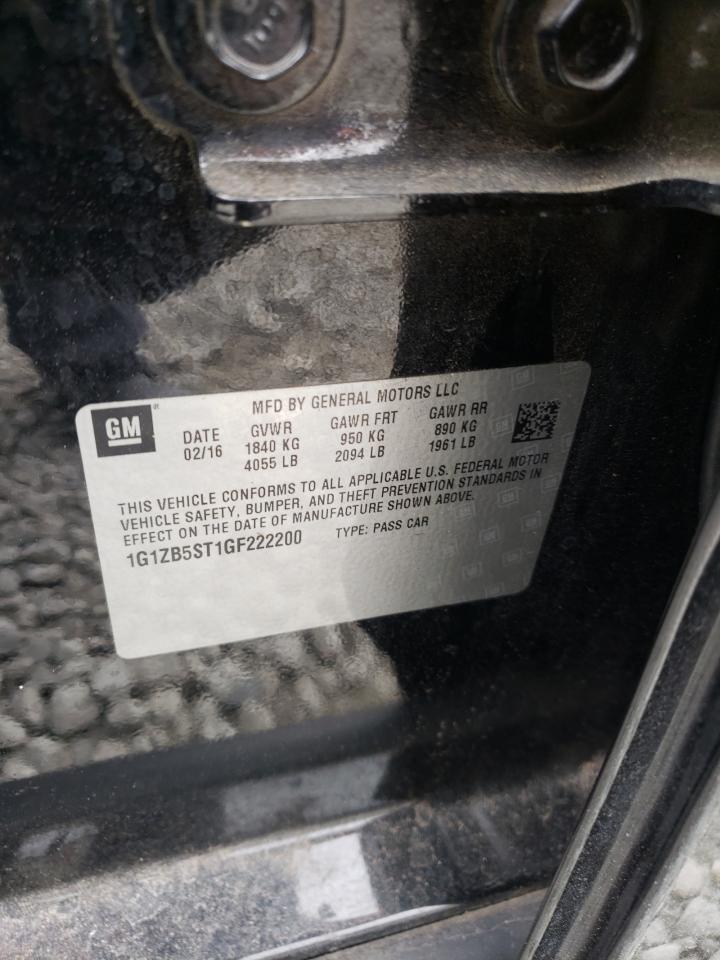 GM
MFD BY GENERAL MOTORS LLC
DATE GVWR GAWR FRT GAWR RR
02/16 1840 KG 950 KG 890 KG
4055 LB 2094 LB 1961 LB
THIS VEHICLE CONFORMS TO ALL APPLICABLE U.S. FEDERAL MOTOR
VEHICLE SAFETY, BUMPER, AND THEFT PREVENTION STANDARDS IN
EFFECT ON THE DATE OF MANUFACTURE SHOWN ABOVE.
1G1ZB5ST1GF222200 TYPE: PASS CAR